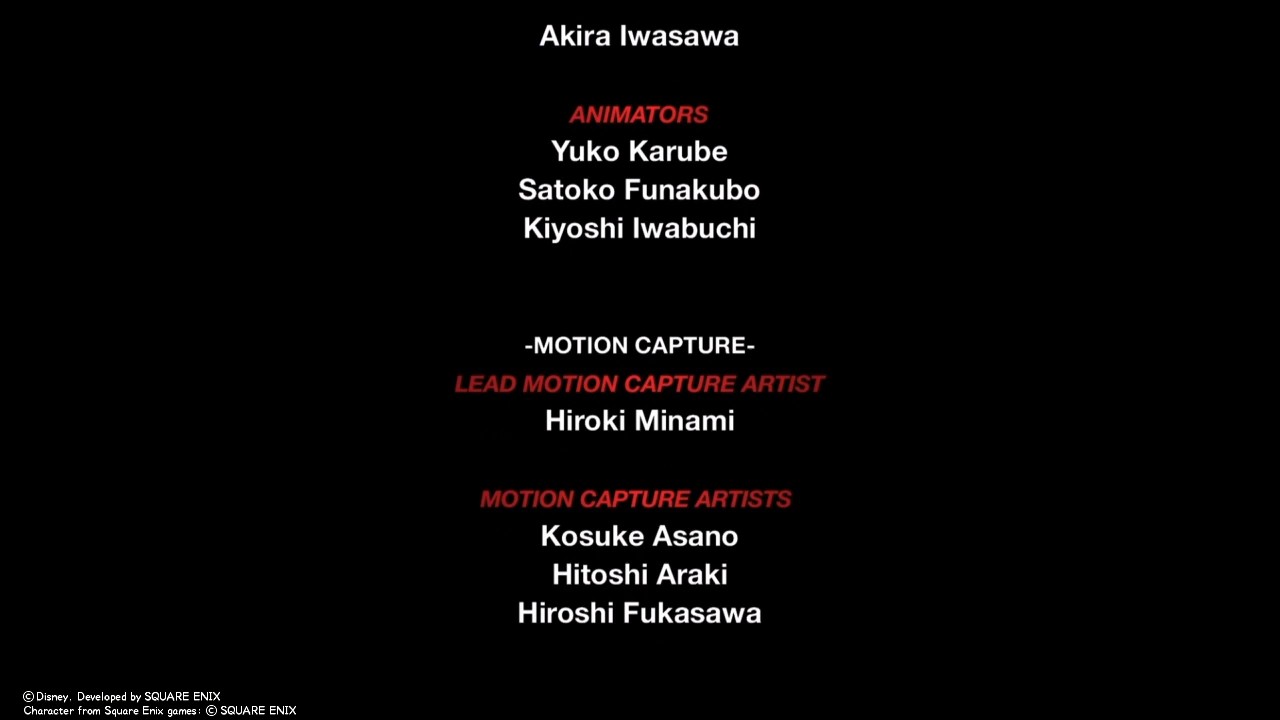 Akira Iwasawa
ANIMATORS
Yuko Karube
Satoko Funakubo
Kiyoshi Iwabuchi
-MOTION CAPTURE-
LEAD MOTION CAPTURE ARTIST
Hiroki Minami
MOTION CAPTURE ARTISTS
Kosuke Asano
Hitoshi Araki
Hiroshi Fukasawa
©Disney. Developed by SQUARE ENIX
Character from Square Enix games: © SQUARE ENIX